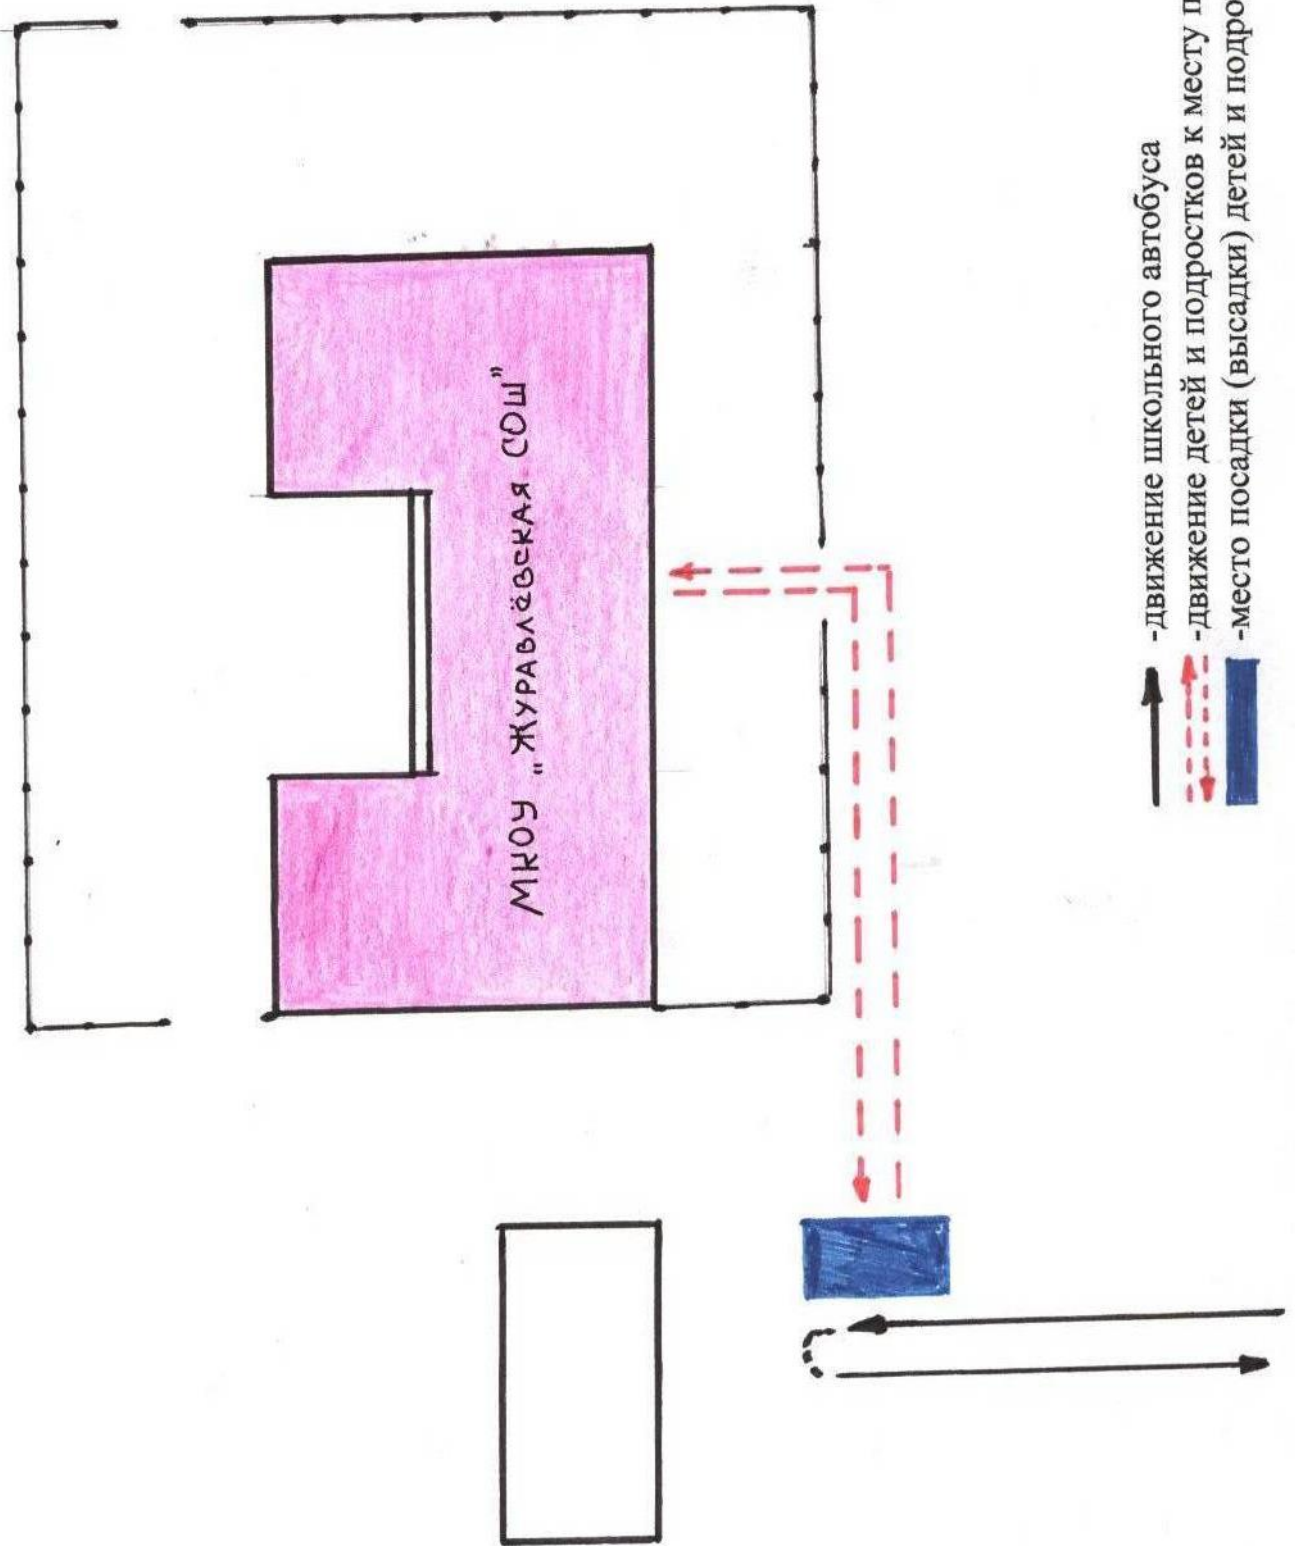 МКОУ „ЖУРАВЛЁВСКАЯ СОШ”
-движение школьного автобуса
-движение детей и подростков к месту
-место посадки (высадки) детей и